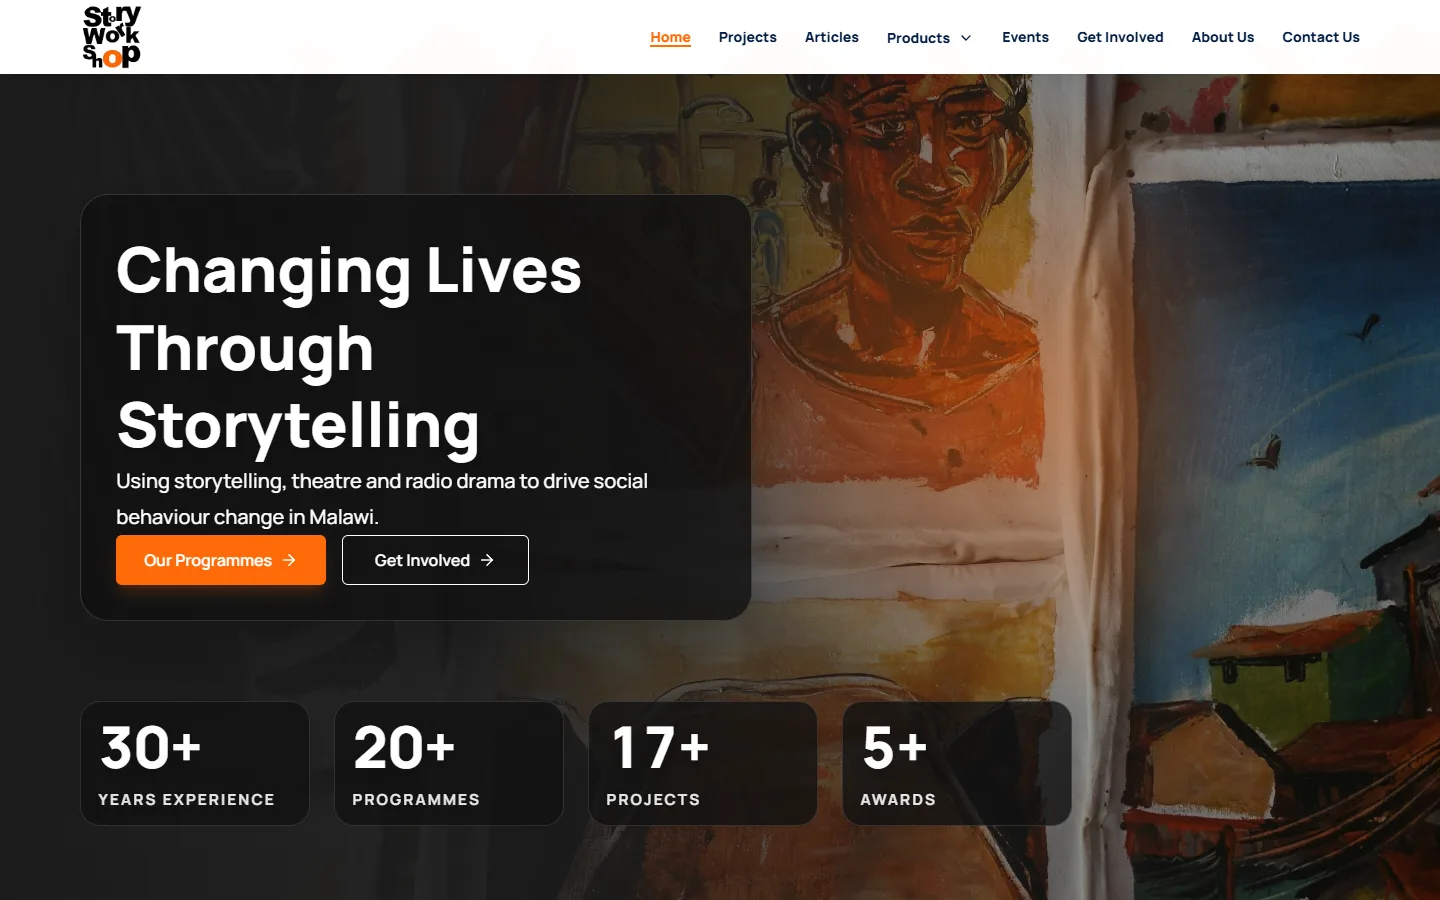 Story
Work
Shop
Home
Projects
Articles
Products
Events
Get Involved
About Us
Contact Us
Changing Lives
Through
Storytelling
Using storytelling, theatre and radio drama to drive social
behaviour change in Malawi.
Our Programmes
Get Involved
30+
YEARS EXPERIENCE
20+
PROGRAMMES
17+
PROJECTS
5+
AWARDS